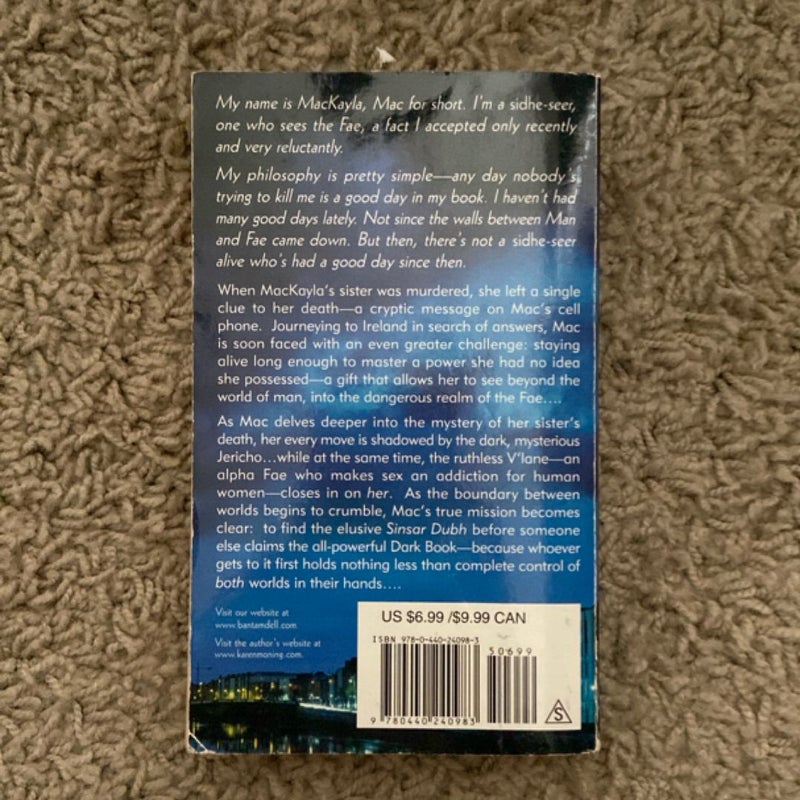 My name is MacKayla, Mac for short. I'm a sidhe-seer,
one who sees the Fae, a fact I accepted only recently
and very reluctantly.
My philosophy is pretty simple—any day nobody's
trying to kill me is a good day in my book. I haven't had
many good days lately. Not since the walls between Man
and Fae came down. But then, there's not a sidhe-seer
alive who's had a good day since then.
When MacKayla's sister was murdered, she left a single
clue to her death—a cryptic message on Mac's cell
phone. Journeying to Ireland in search of answers, Mac
is soon faced with an even greater challenge: staying
alive long enough to master a power she had no idea
she possessed—a gift that allows her to see beyond the
world of man, into the dangerous realm of the Fae....
As Mac delves deeper into the mystery of her sister's
death, her every move is shadowed by the dark, mysterious
Jericho...while at the same time, the ruthless V'lane—an
alpha Fae who makes sex an addiction for human
women—closes in on her. As the boundary between
worlds begins to crumble, Mac's true mission becomes
clear: to find the elusive Sinsar Dubh before someone
else claims the all-powerful Dark Book—because whoever
gets to it first holds nothing less than complete control of
both worlds in their hands....
Visit our website at
www.bantamdell.com
Visit the author's website at
www.karenmoning.com.
US $6.99 / $9.99 CAN
ISBN 978-0-440-24098-3
50699
9 780440 240983
S